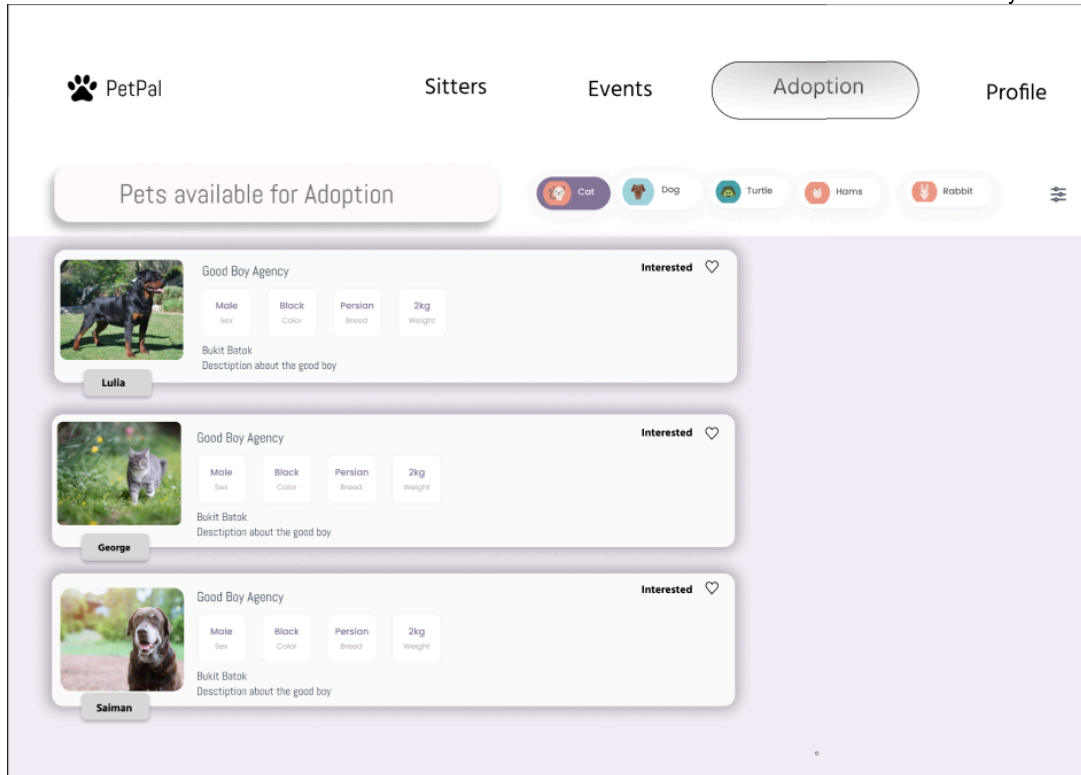 PetPal
Sitters
Events
Adoption
Profile
Pets available for Adoption
Cat
Dog
Turtle
Hams
Rabbit
Good Boy Agency
Interested
Male
Black
Persian
2kg
Sex
Color
Breed
Weight
Bukit Batok
Desctiption about the good boy
Lulia
Good Boy Agency
Interested
Male
Black
Persian
2kg
Sex
Color
Breed
Weight
Bukit Batok
Desctiption about the good boy
George
Good Boy Agency
Interested
Male
Black
Persian
2kg
Sex
Color
Breed
Weight
Bukit Batok
Desctiption about the good boy
Saiman